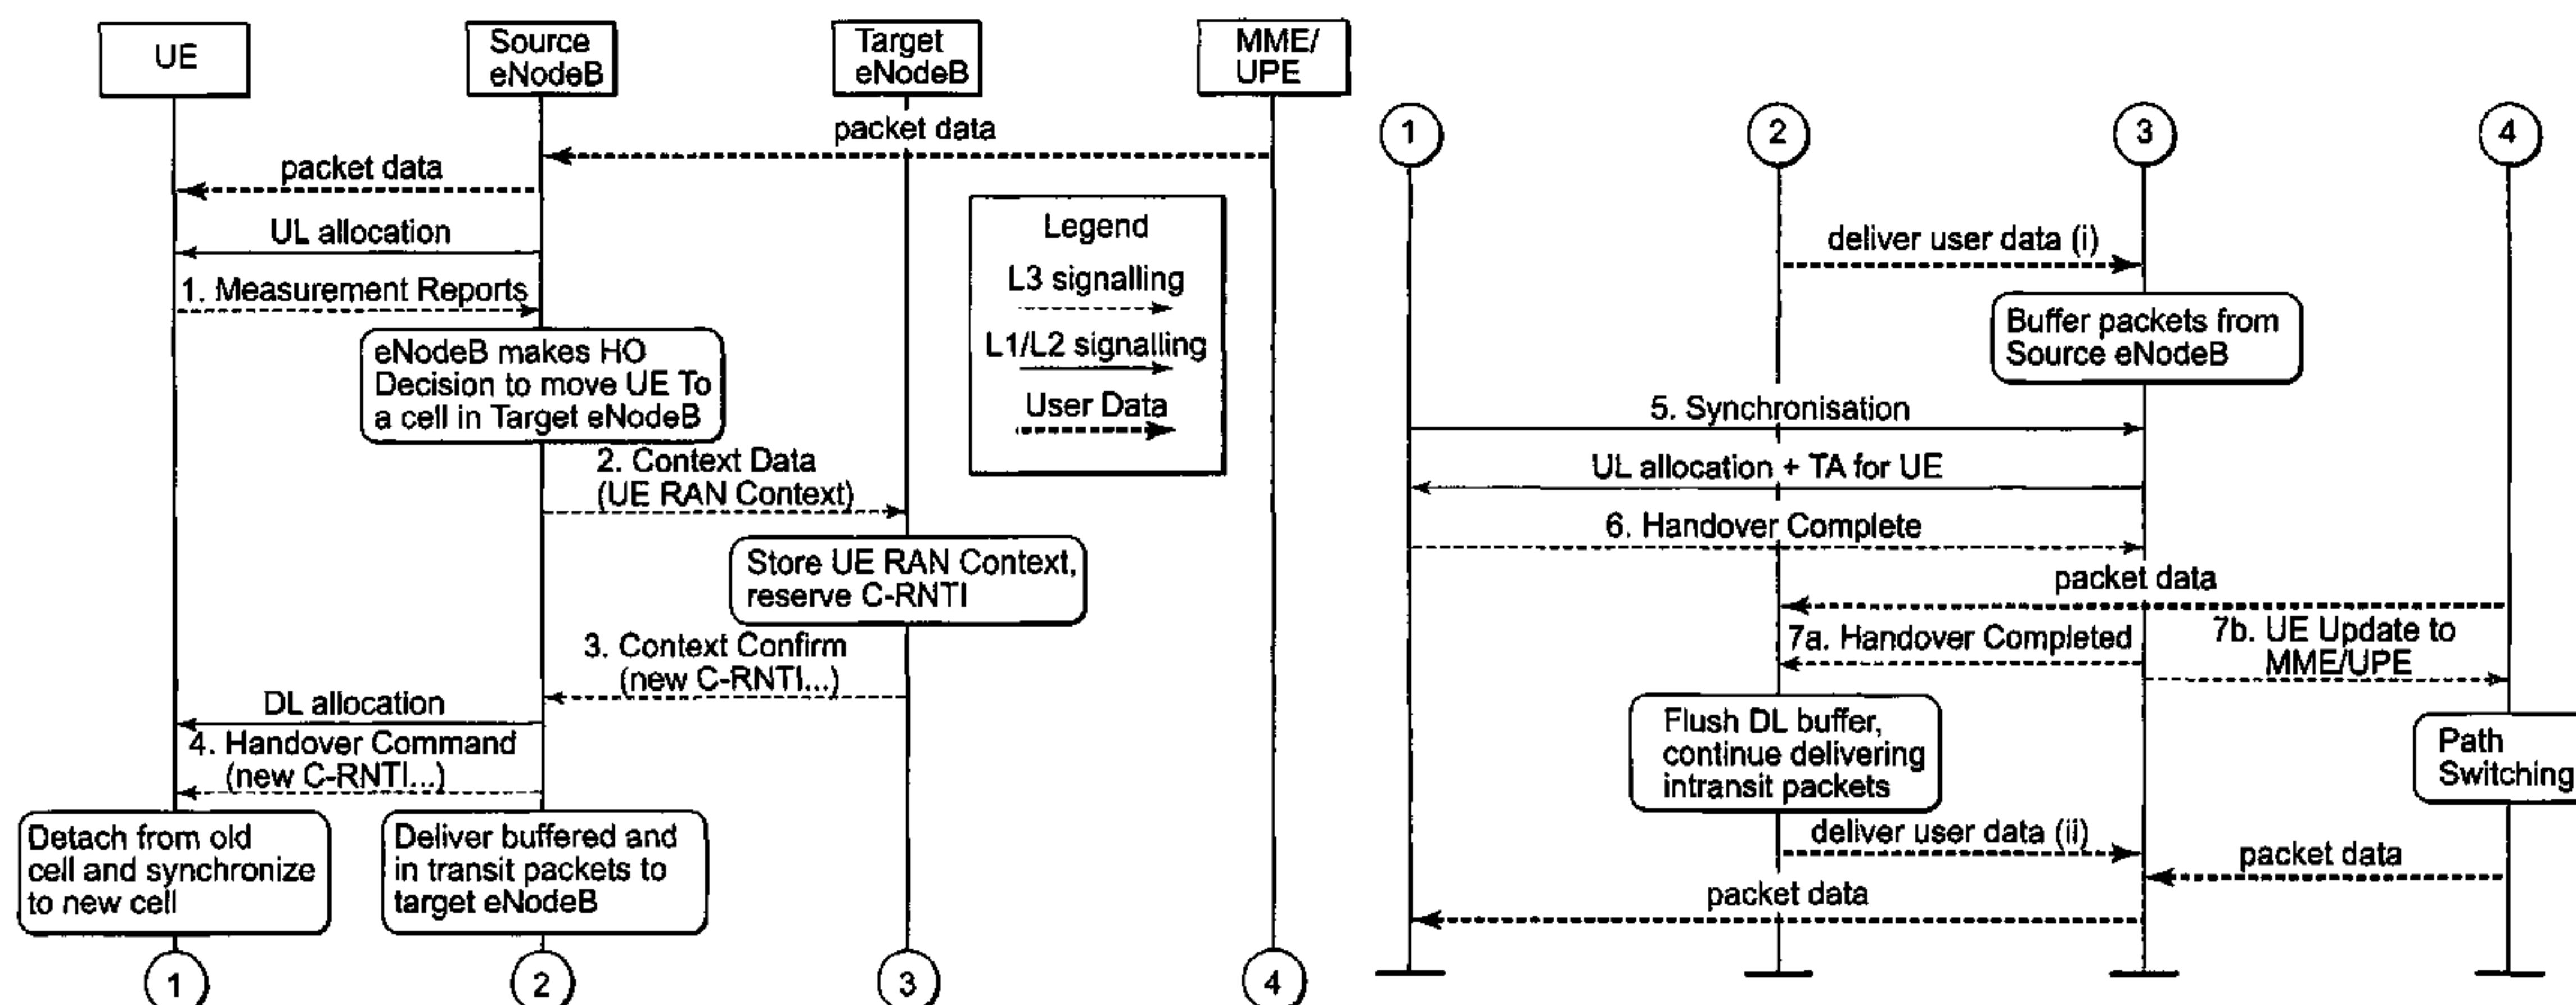 UE
Source
eNodeB
Target
eNodeB
MME/
UPE
packet data
packet data
UL allocation
1. Measurement Reports
eNodeB makes HO
Decision to move UE To
a cell in Target eNodeB
2. Context Data
(UE RAN Context)
Store UE RAN Context,
reserve C-RNTI
3. Context Confirm
(new C-RNTI...)
DL allocation
4. Handover Command
(new C-RNTI...)
Detach from old
cell and synchronize
to new cell
Deliver buffered and
in transit packets to
target eNodeB
1
2
3
4
Legend
L3 signalling
L1/L2 signalling
User Data
1
2
3
4
deliver user data (i)
Buffer packets from
Source eNodeB
5. Synchronisation
UL allocation + TA for UE
6. Handover Complete
packet data
7a. Handover Completed
7b. UE Update to
MME/UPE
Flush DL buffer,
continue delivering
intransit packets
Path
Switching
deliver user data (ii)
packet data
packet data